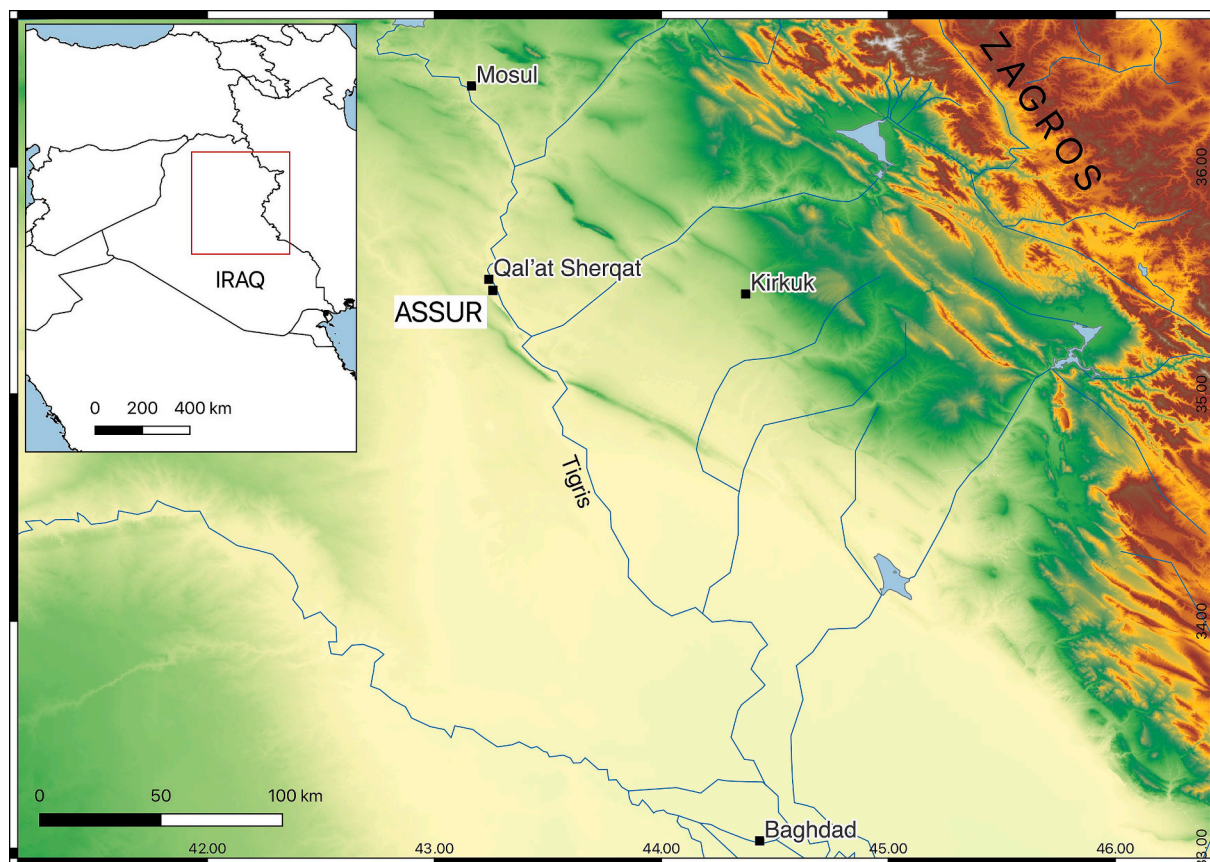 Mosul
ZAGROS
36.00
Qal'at Sherqat
ASSUR
Kirkuk
IRAQ
0 200 400 km
35.00
Tigris
34.00
0 50 100 km
Baghdad
33.00
42.00 43.00 44.00 45.00 46.00